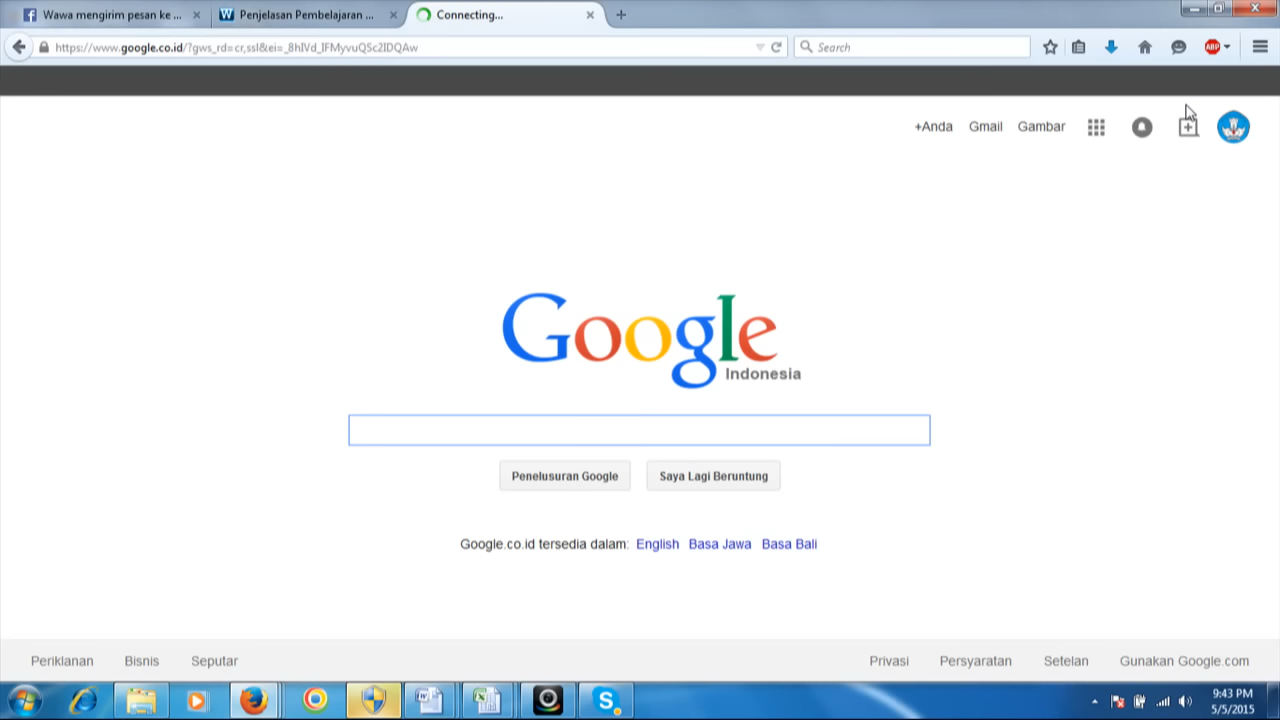 Wawa mengirim pesan ke ...
Penjelasan Pembelajaran ...
Connecting...
https://www.google.co.id/?gws_rd=cr,ssl&ei=_8hlVd_IFMyvuQSc2IDQAw
Search
ABP
+Anda Gmail Gambar
Google
Indonesia
Penelusuran Google Saya Lagi Beruntung
Google.co.id tersedia dalam: English Basa Jawa Basa Bali
Periklanan Bisnis Seputar Privasi Persyaratan Setelan Gunakan Google.com
9:43 PM
5/5/2015